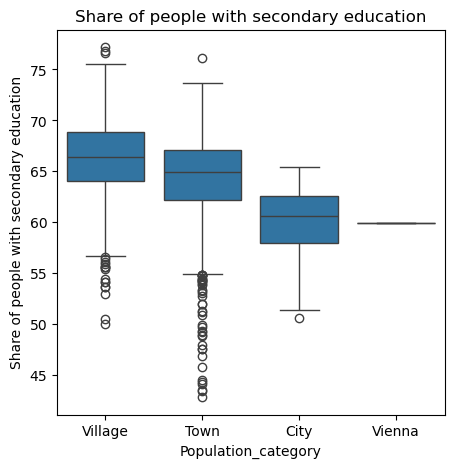 Share of people with secondary education
Share of people with secondary education
75
70
65
60
55
50
45
Village Town City Vienna
Population_category